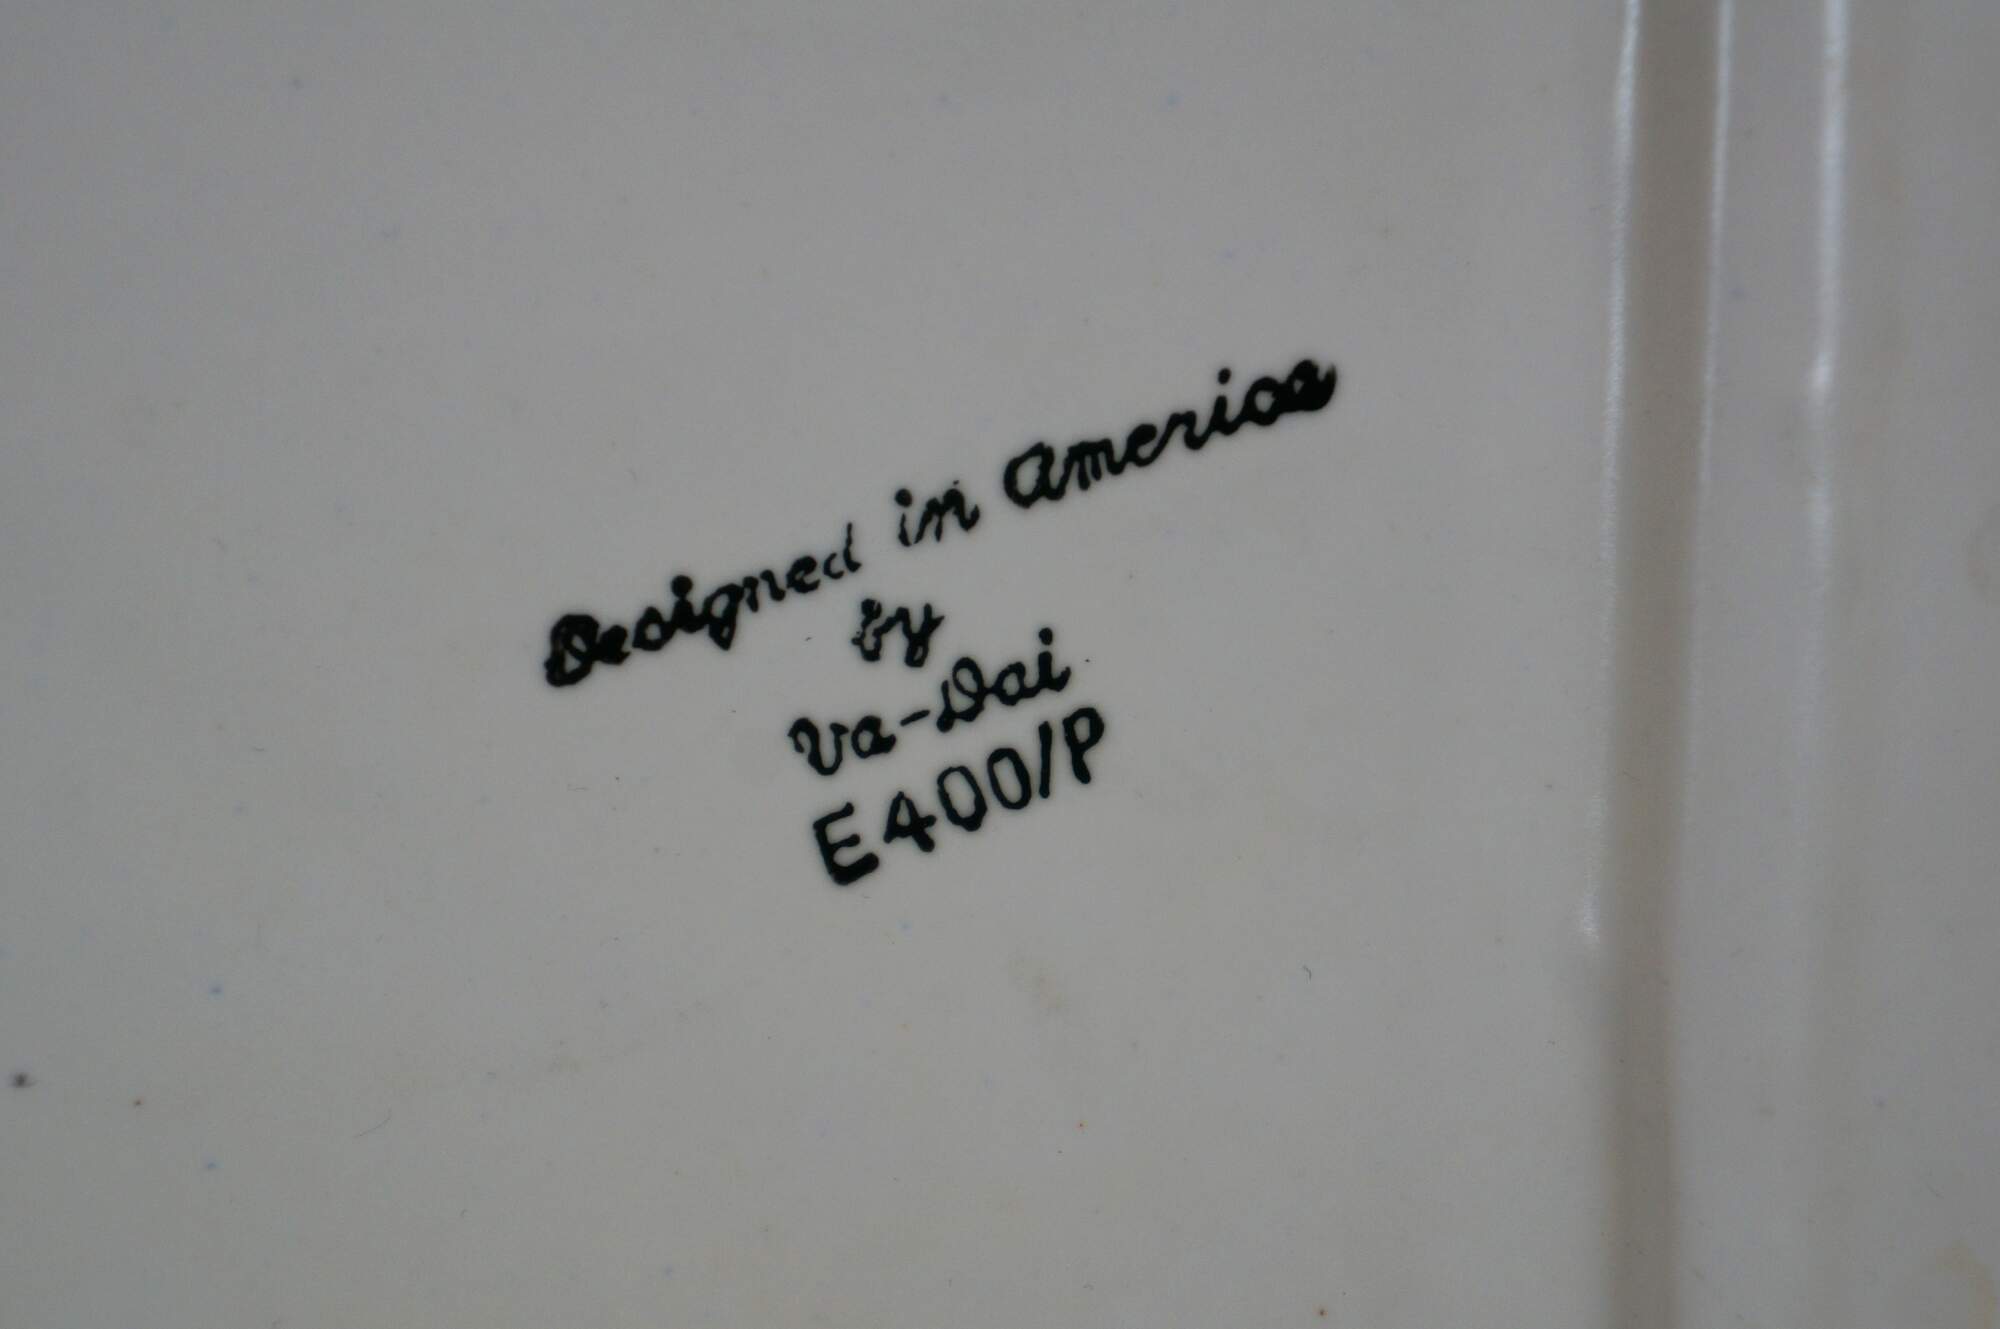 Designed in America
by
Va-Dai
E400/P